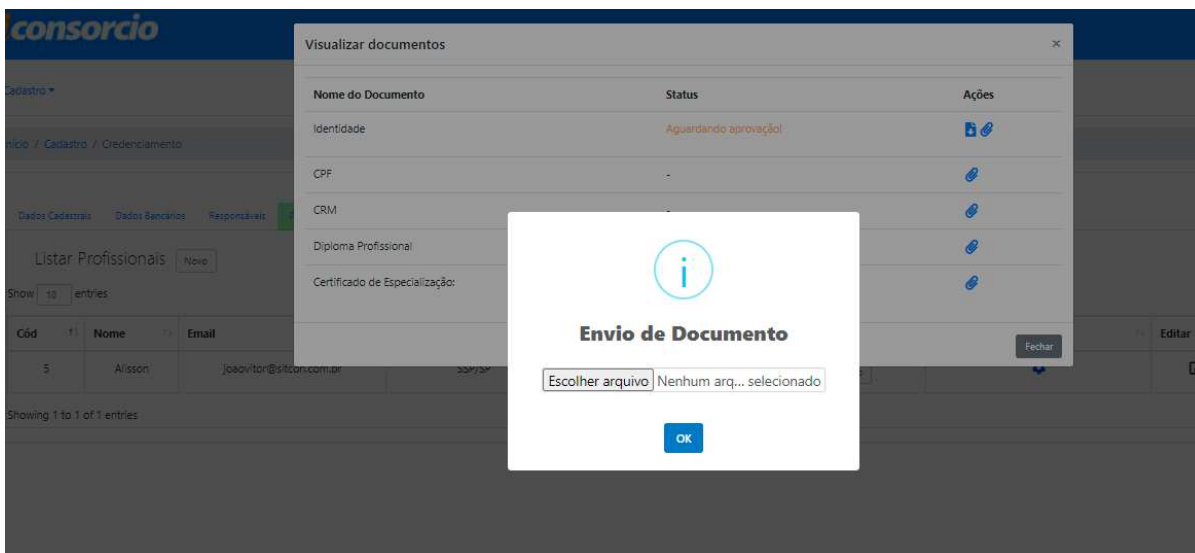 consorcio
Visualizar documentos
×
Cadastro
Nome do Documento Status Ações
Identidade Aguardando aprovação!
Início / Cadastro / Credenciamento
CPF -
Dados Cadastrais Dados Bancários Responsáveis
CRM -
Diploma Profissional
Listar Profissionais Novo
Certificado de Especialização:
Show 10 entries
Envio de Documento
Cód Nome Email Editar
Fechar
5 Alisson joaovitor@sitcon.com.br SSP/SP
Escolher arquivo Nenhum arq... selecionado
Showing 1 to 1 of 1 entries
OK